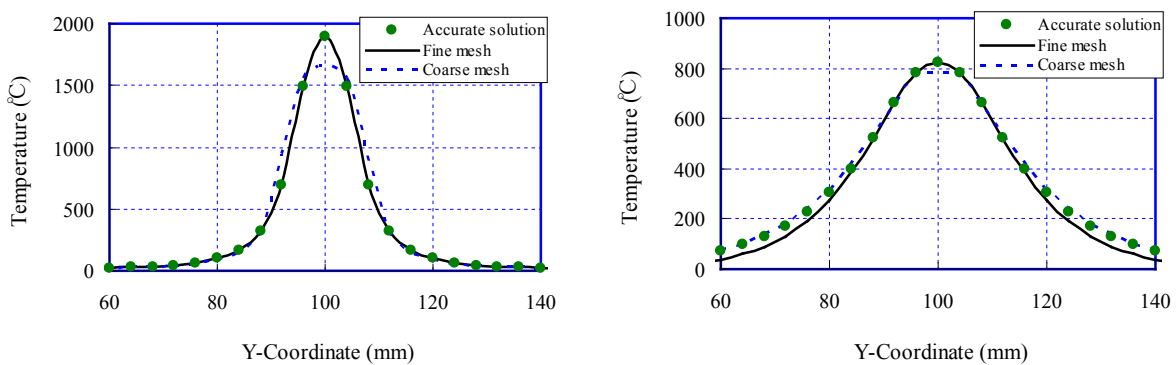 2000
1500
1000
500
0
Temperature (℃)
Accurate solution
Fine mesh
Coarse mesh
60
80
100
120
140
Y-Coordinate (mm)
1000
800
600
400
200
0
Temperature (℃)
Accurate solution
Fine mesh
Coarse mesh
60
80
100
120
140
Y-Coordinate (mm)